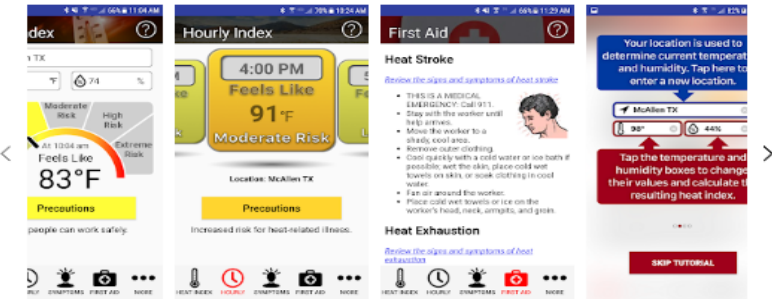 66% 11:04 AM
dex
TX
°F
74 %
Moderate
Risk
High
Risk
Extreme
Risk
At 10:04 am
Feels Like
83°F
Precautions
people can work safely.
SYMPTOMS FIRST AID MORE
70% 10:24 AM
Hourly Index
4:00 PM
Feels Like
91°F
Moderate Risk
Location: McAllen TX
Precautions
Increased risk for heat-related illness.
HEAT INDEX HOURLY SYMPTOMS FIRST AID MORE
66% 11:29 AM
First Aid
Heat Stroke
Review the signs and symptoms of heat stroke
• THIS IS A MEDICAL
EMERGENCY: Call 911.
• Stay with the worker until
help arrives.
• Move the worker to a
shady, cool area.
• Remove outer clothing.
• Cool quickly with a cold water or ice bath if
possible; wet the skin, place cold wet
towels on skin, or soak clothing in cool
water.
• Fan air around the worker.
• Place cold wet towels or ice on the
worker's head, neck, armpits, and groin.
Heat Exhaustion
Review the signs and symptoms of heat
exhaustion
HEAT INDEX HOURLY SYMPTOMS FIRST AID MORE
82%
Your location is used to
determine current temperat
and humidity. Tap here to
enter a new location.
McAllen TX
98° 44%
Tap the temperature and
humidity boxes to change
their values and calculate t
resulting heat index.
SKIP TUTORIAL